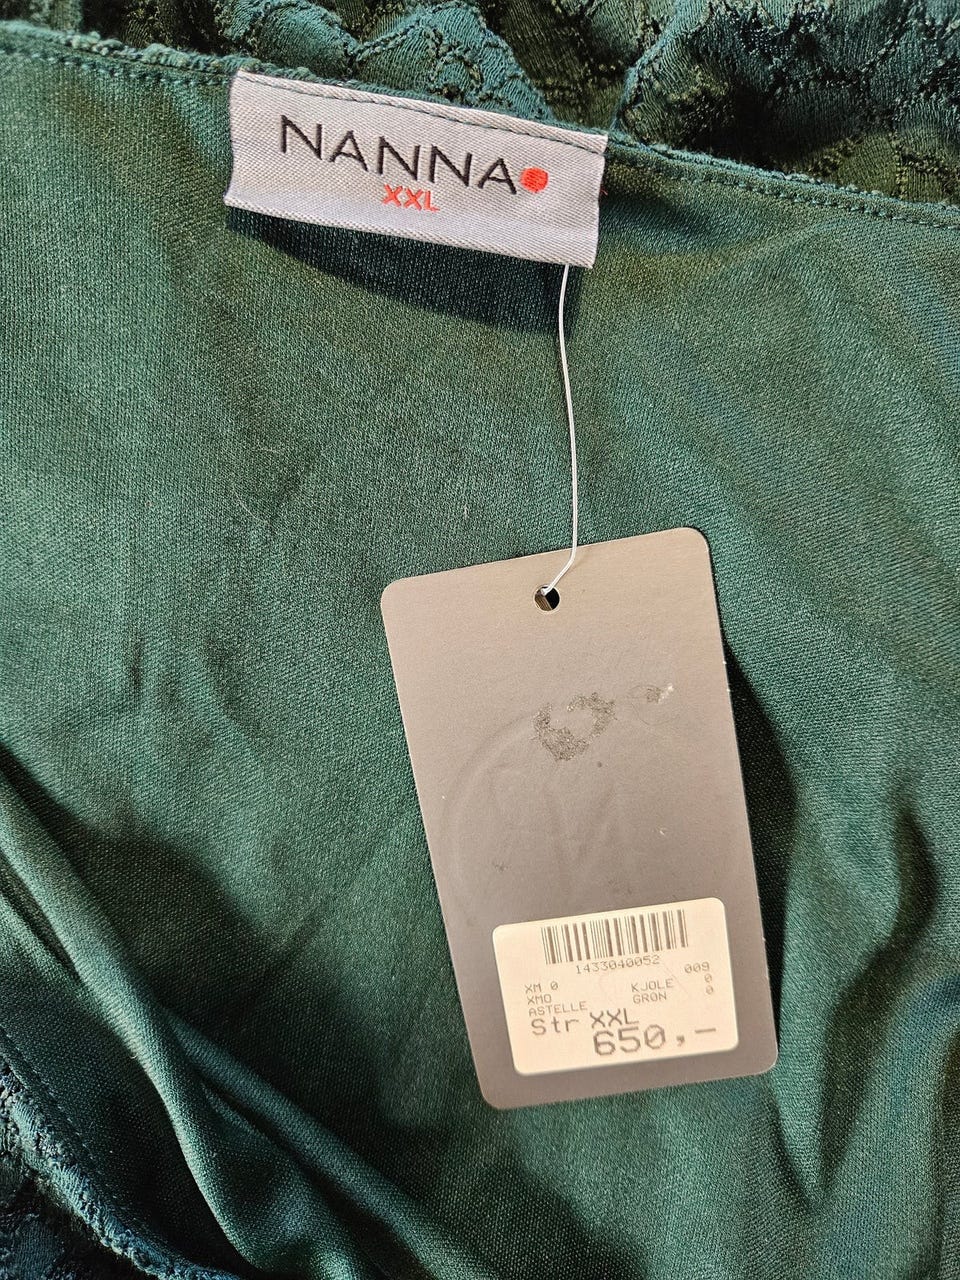 NANNA
XXL
1433040052
XM 0 KJOLE 009
XMO GRØN 0
ASTELLE 0
Str XXL
650,-